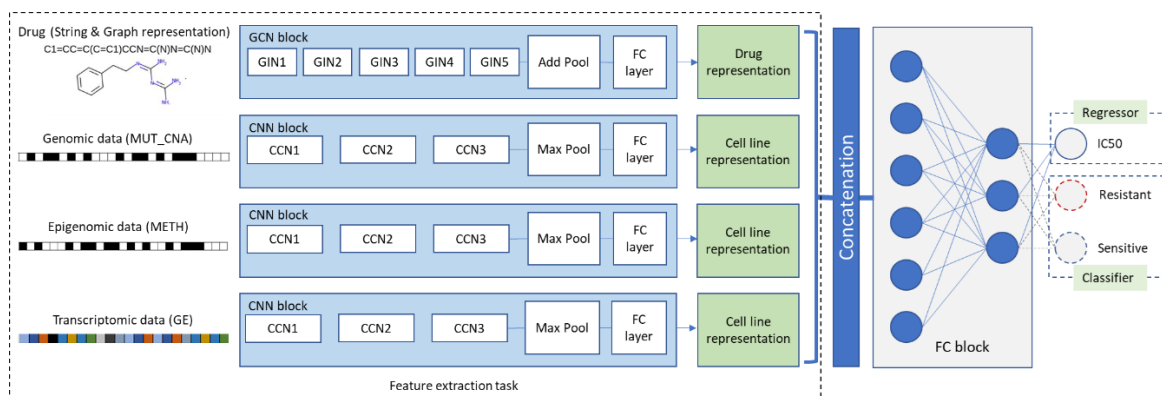 Drug (String & Graph representation)
C1=CC=C(C=C1)CCN=C(N)N=C(N)N
GCN block
GIN1
GIN2
GIN3
GIN4
GIN5
Add Pool
FC
layer
Drug
representation
Genomic data (MUT_CNA)
CNN block
CCN1
CCN2
CCN3
Max Pool
FC
layer
Cell line
representation
Epigenomic data (METH)
CNN block
CCN1
CCN2
CCN3
Max Pool
FC
layer
Cell line
representation
Transcriptomic data (GE)
CNN block
CCN1
CCN2
CCN3
Max Pool
FC
layer
Cell line
representation
Feature extraction task
Concatenation
FC block
Regressor
IC50
Resistant
Sensitive
Classifier